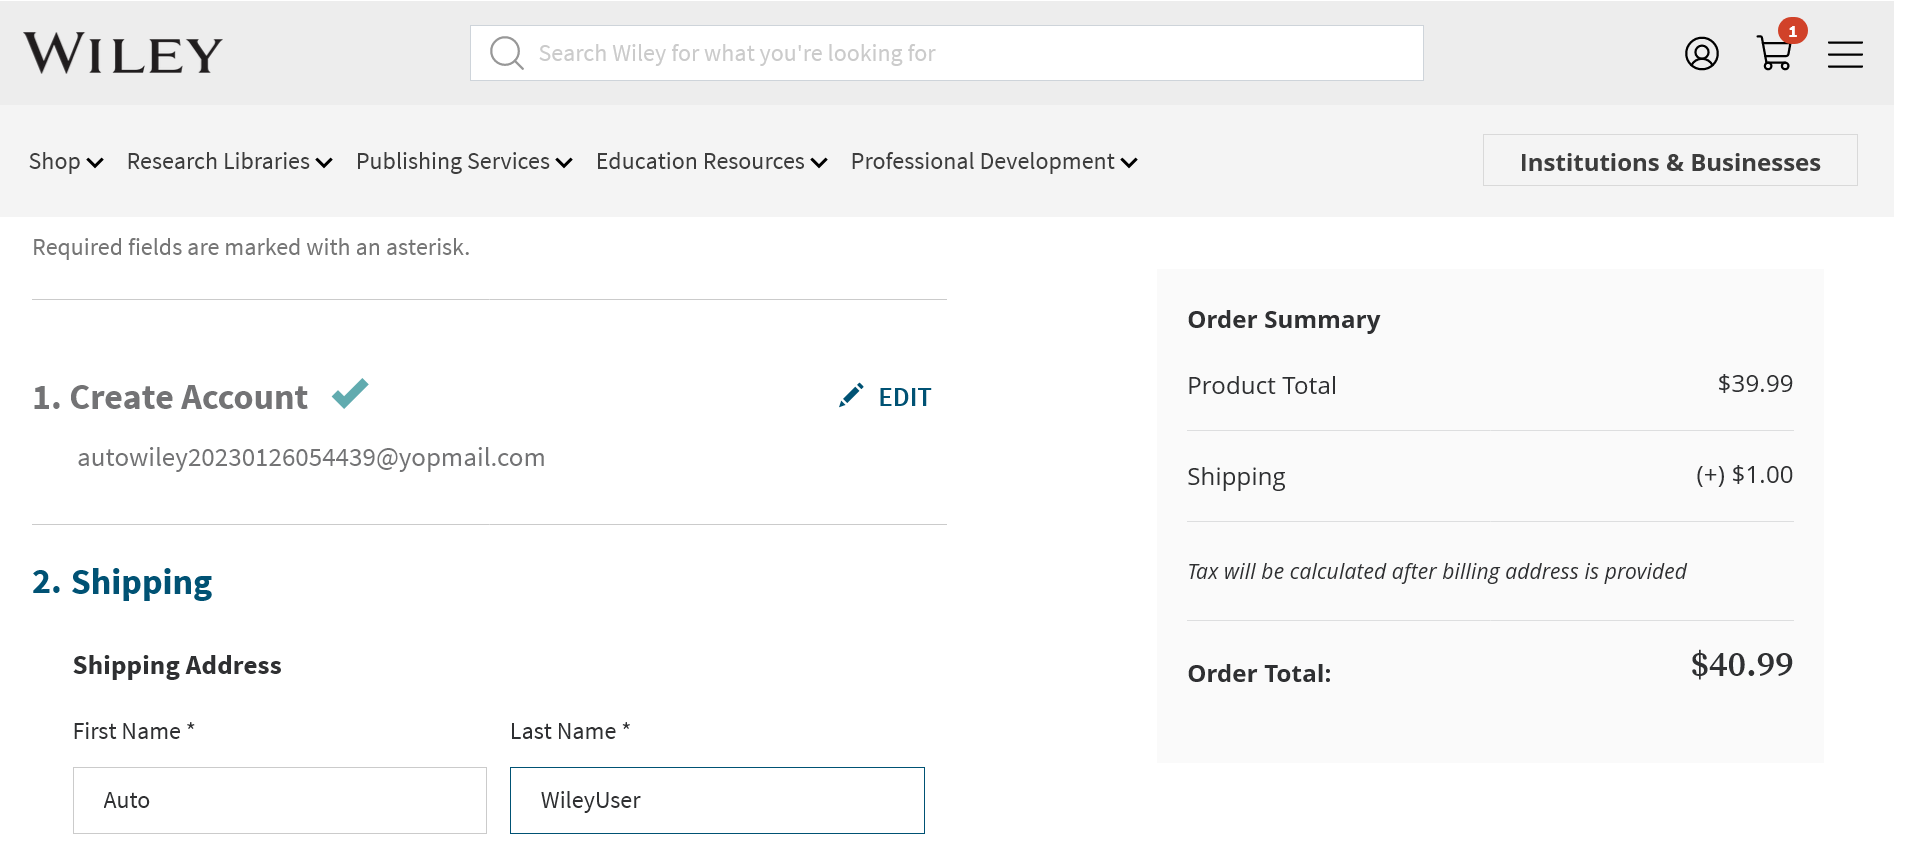 WILEY
Search Wiley for what you're looking for
1
Shop
Research Libraries
Publishing Services
Education Resources
Professional Development
Institutions & Businesses
Required fields are marked with an asterisk.
1. Create Account
EDIT
autowiley20230126054439@yopmail.com
2. Shipping
Shipping Address
First Name *
Last Name *
Auto
WileyUser
Order Summary
Product Total $39.99
Shipping (+) $1.00
Tax will be calculated after billing address is provided
Order Total: $40.99